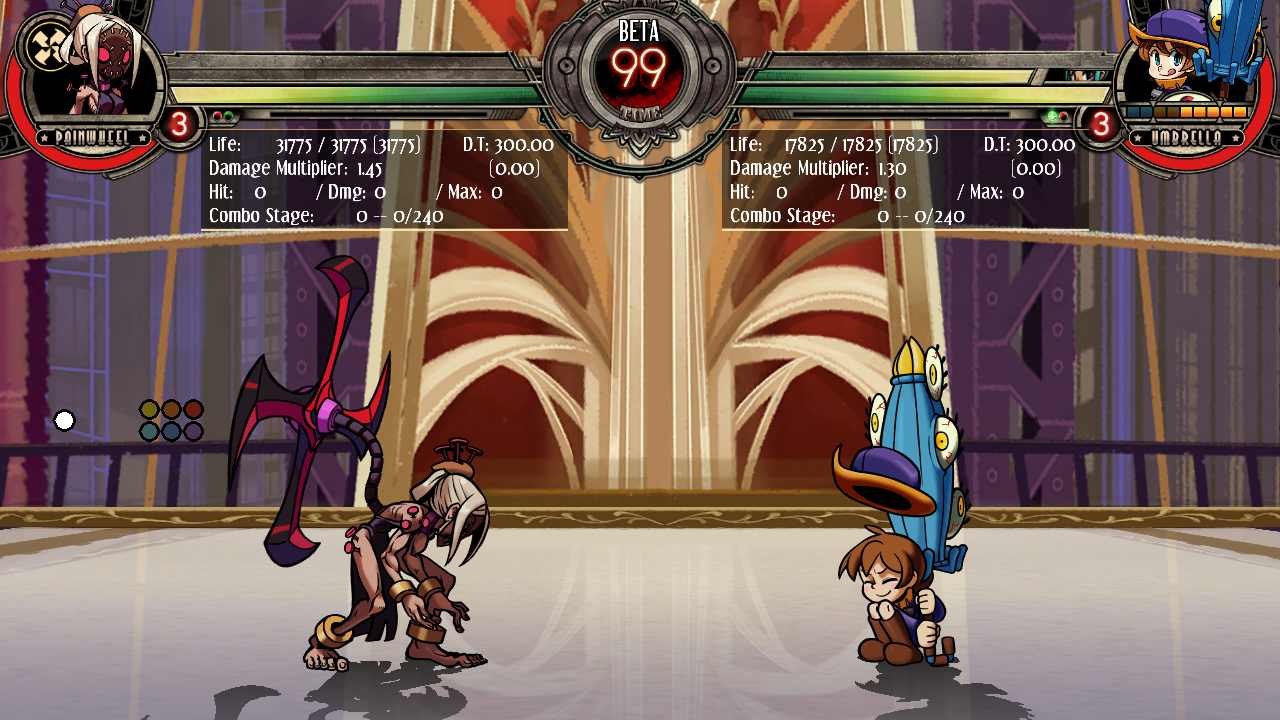 BETA
99
TIME
PAINWHEEL
3
UMBRELLA
3
Life: 31775 / 31775 (31775) D.T: 300.00
Damage Multiplier: 1.45 (0.00)
Hit: 0 / Dmg: 0 / Max: 0
Combo Stage: 0 -- 0/240
Life: 17825 / 17825 (17825) D.T: 300.00
Damage Multiplier: 1.30 (0.00)
Hit: 0 / Dmg: 0 / Max: 0
Combo Stage: 0 -- 0/240